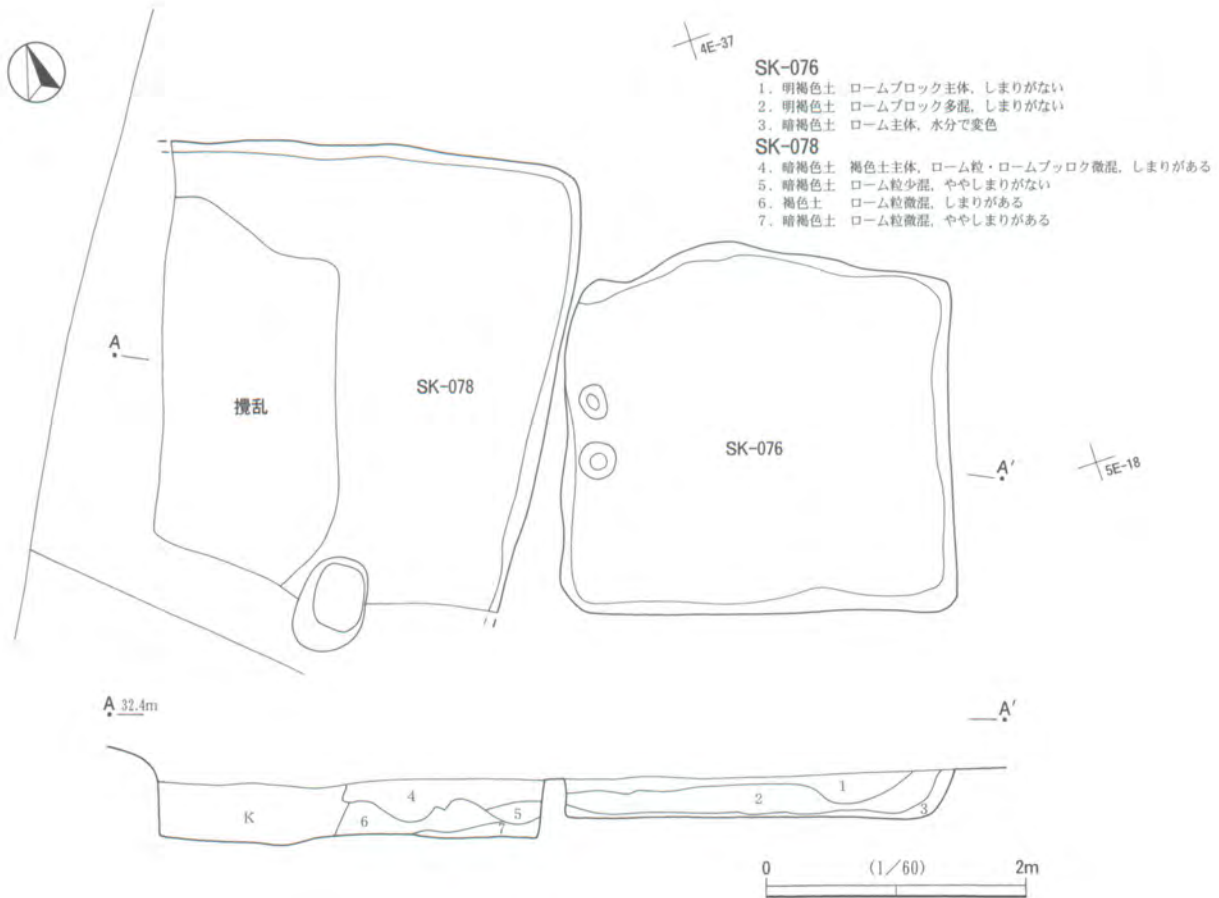 4E-37
SK-076
1. 明褐色土 ロームブロック主体, しまりがない
2. 明褐色土 ロームブロック多混, しまりがない
3. 暗褐色土 ローム主体, 水分で変色
SK-078
4. 暗褐色土 褐色土主体, ローム粒・ロームブッロク微混, しまりがある
5. 暗褐色土 ローム粒少混, ややしまりがない
6. 褐色土 ローム粒微混, しまりがある
7. 暗褐色土 ローム粒微混, ややしまりがある
A
SK-078
攪乱
SK-076
A'
5E-18
A 32.4m
A'
K
4
5
6
7
1
2
3
0 (1/60) 2m